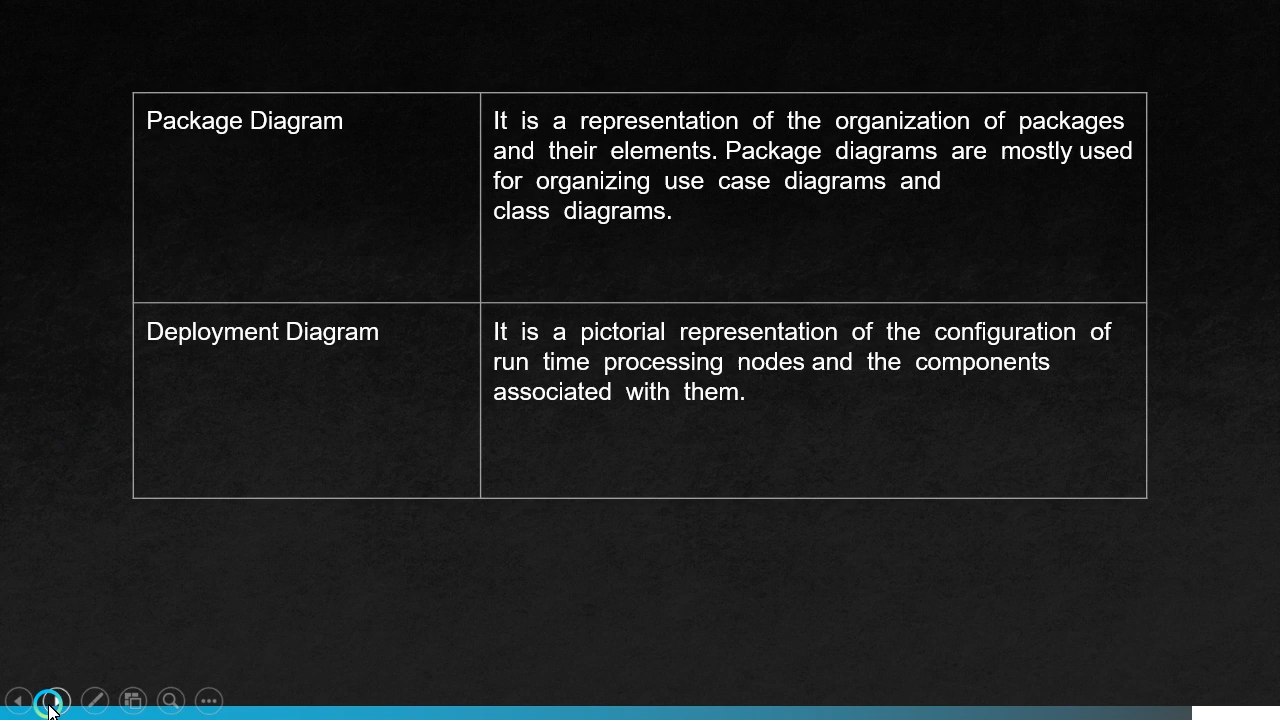 Package Diagram
It is a representation of the organization of packages
and their elements. Package diagrams are mostly used
for organizing use case diagrams and
class diagrams.
Deployment Diagram
It is a pictorial representation of the configuration of
run time processing nodes and the components
associated with them.